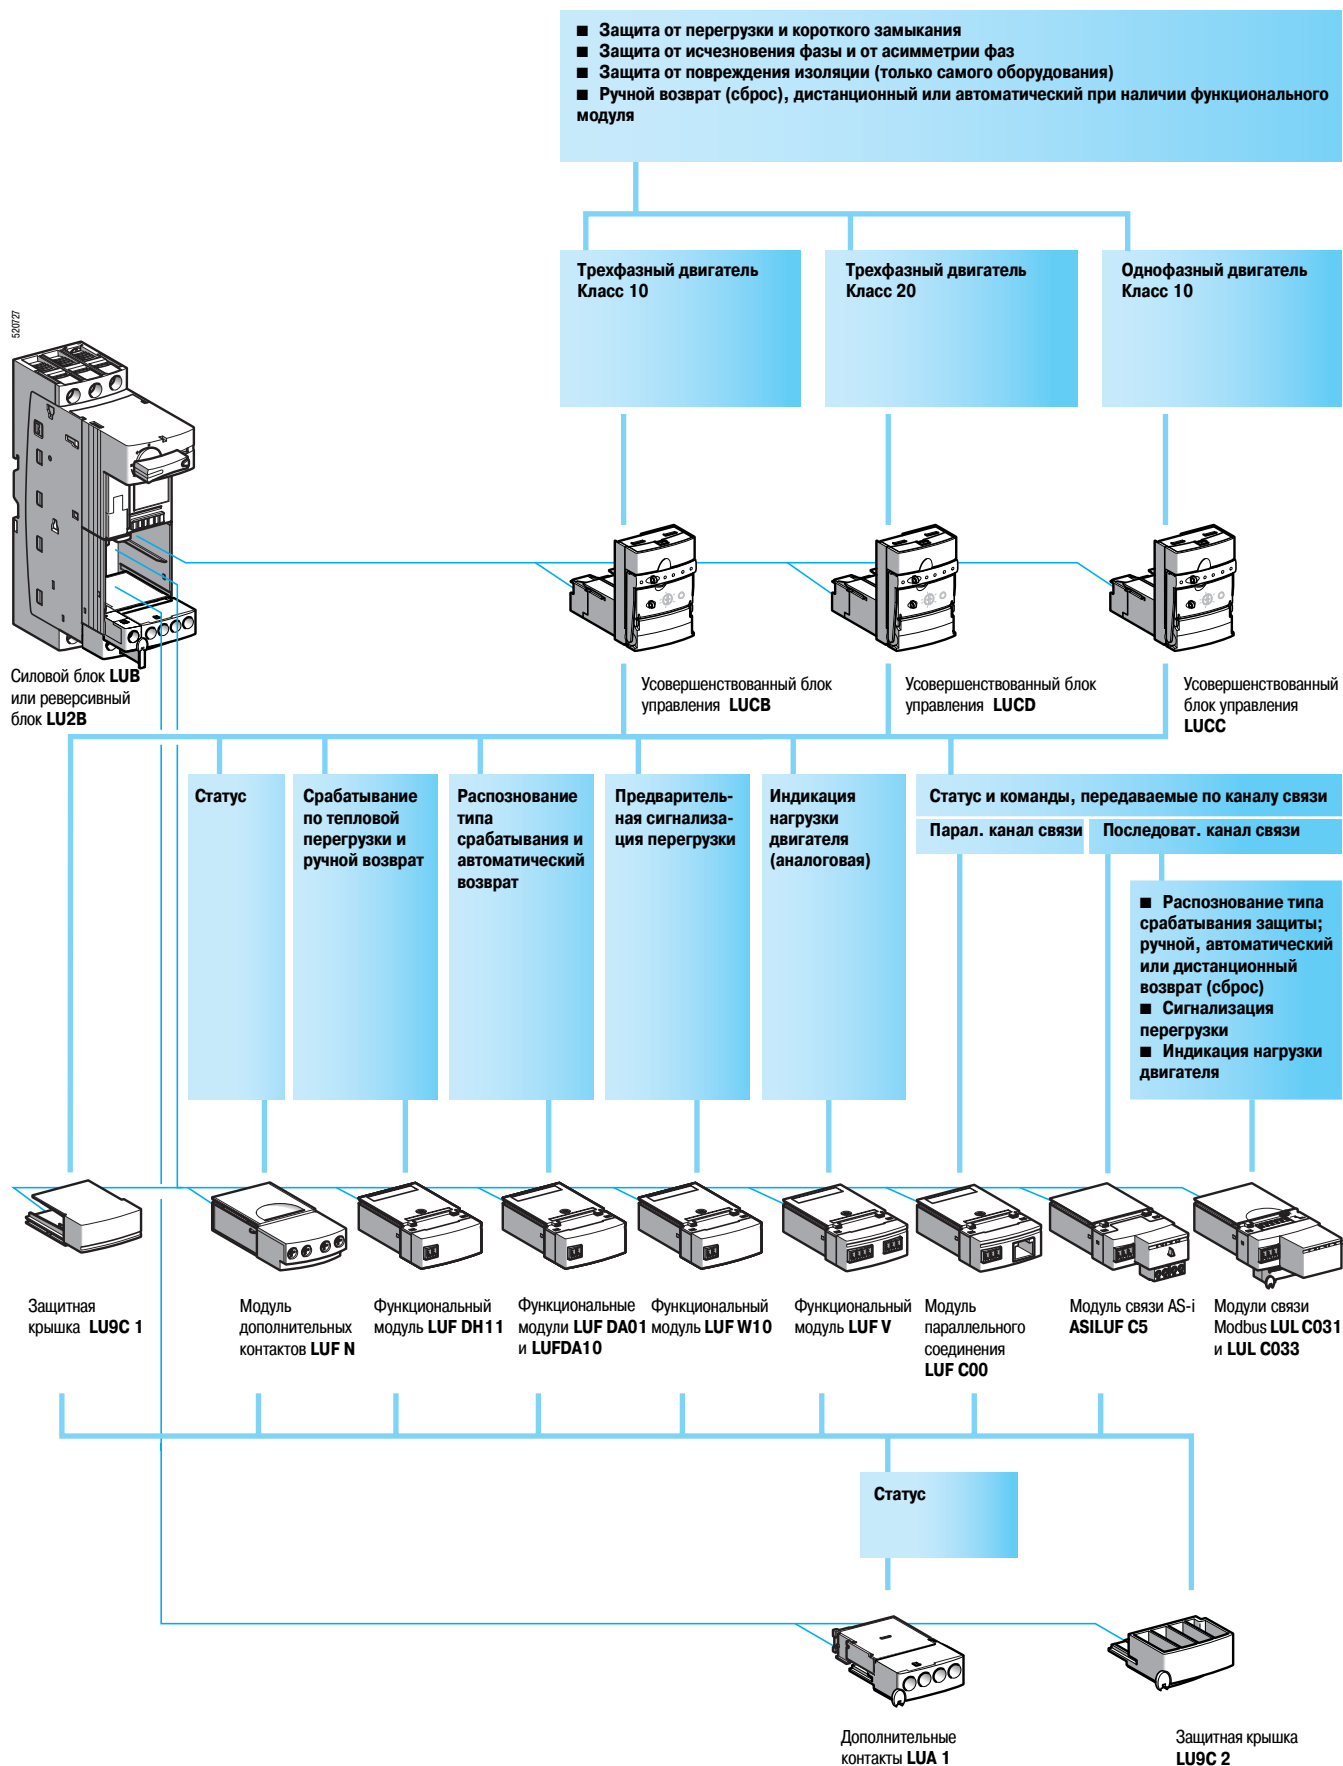 ■ Защита от перегрузки и короткого замыкания
■ Защита от исчезновения фазы и от асимметрии фаз
■ Защита от повреждения изоляции (только самого оборудования)
■ Ручной возврат (сброс), дистанционный или автоматический при наличии функционального
модуля
Трехфазный двигатель
Класс 10
Трехфазный двигатель
Класс 20
Однофазный двигатель
Класс 10
520727
Силовой блок LUB
или реверсивный
блок LU2B
Усовершенствованный блок
управления LUCB
Усовершенствованный блок
управления LUCD
Усовершенствованный
блок управления
LUCC
Статус
Срабатывание
по тепловой
перегрузки и
ручной возврат
Распознование
типа
срабатывания и
автоматический
возврат
Предваритель-
ная сигнализа-
ция перегрузки
Индикация
нагрузки
двигателя
(аналоговая)
Статус и команды, передаваемые по каналу связи
Парал. канал связи
Последоват. канал связи
■ Распознование типа
срабатывания защиты;
ручной, автоматический
или дистанционный
возврат (сброс)
■ Сигнализация
перегрузки
■ Индикация нагрузки
двигателя
Защитная
крышка LU9C 1
Модуль
дополнительных
контактов LUF N
Функциональный
модуль LUF DH11
Функциональные
модули LUF DA01
и LUFDA10
Функциональный
модуль LUF W10
Функциональный
модуль LUF V
Модуль
параллельного
соединения
LUF C00
Модуль связи AS-i
ASILUF C5
Модули связи
Modbus LUL C031
и LUL C033
Статус
Дополнительные
контакты LUA 1
Защитная крышка
LU9C 2